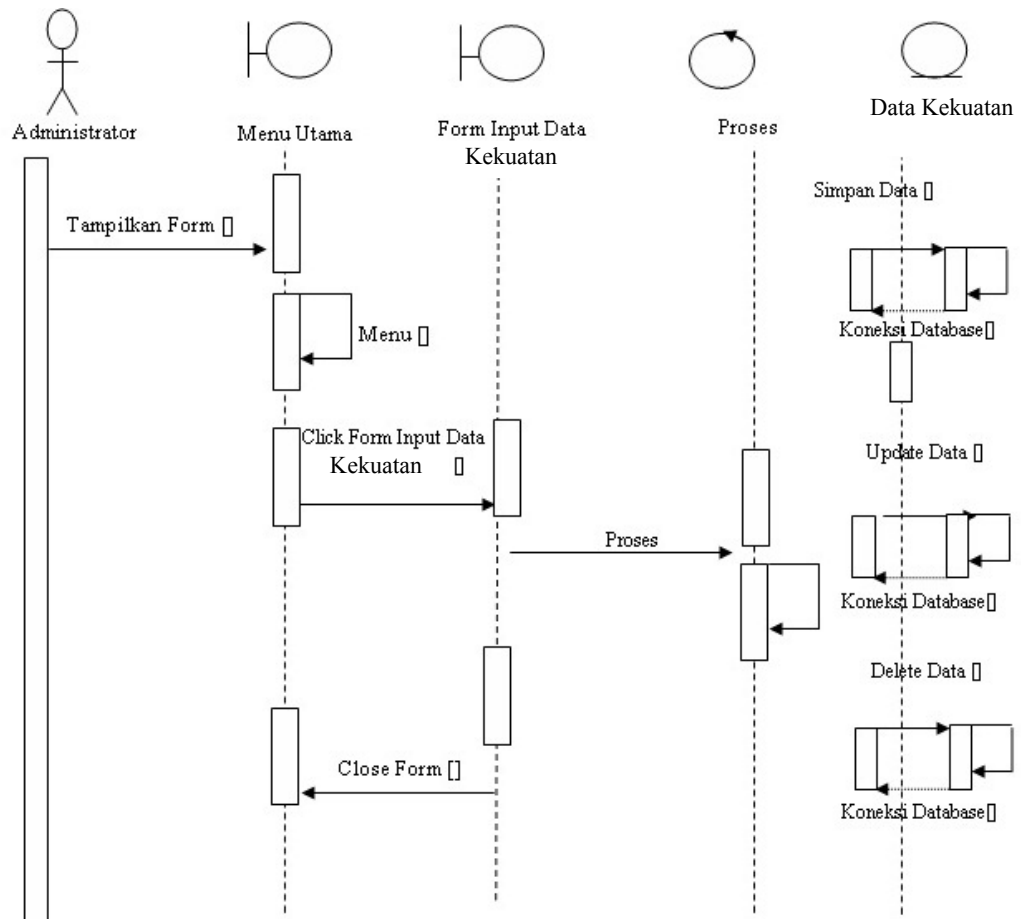 Administrator
Menu Utama
Form Input Data
Kekuatan
Proses
Data Kekuatan
Simpan Data []
Tampilkan Form []
Koneksi Database[]
Menu []
Click Form Input Data
Kekuatan []
Update Data []
Proses
Koneksi Database[]
Delete Data []
Close Form []
Koneksi Database[]